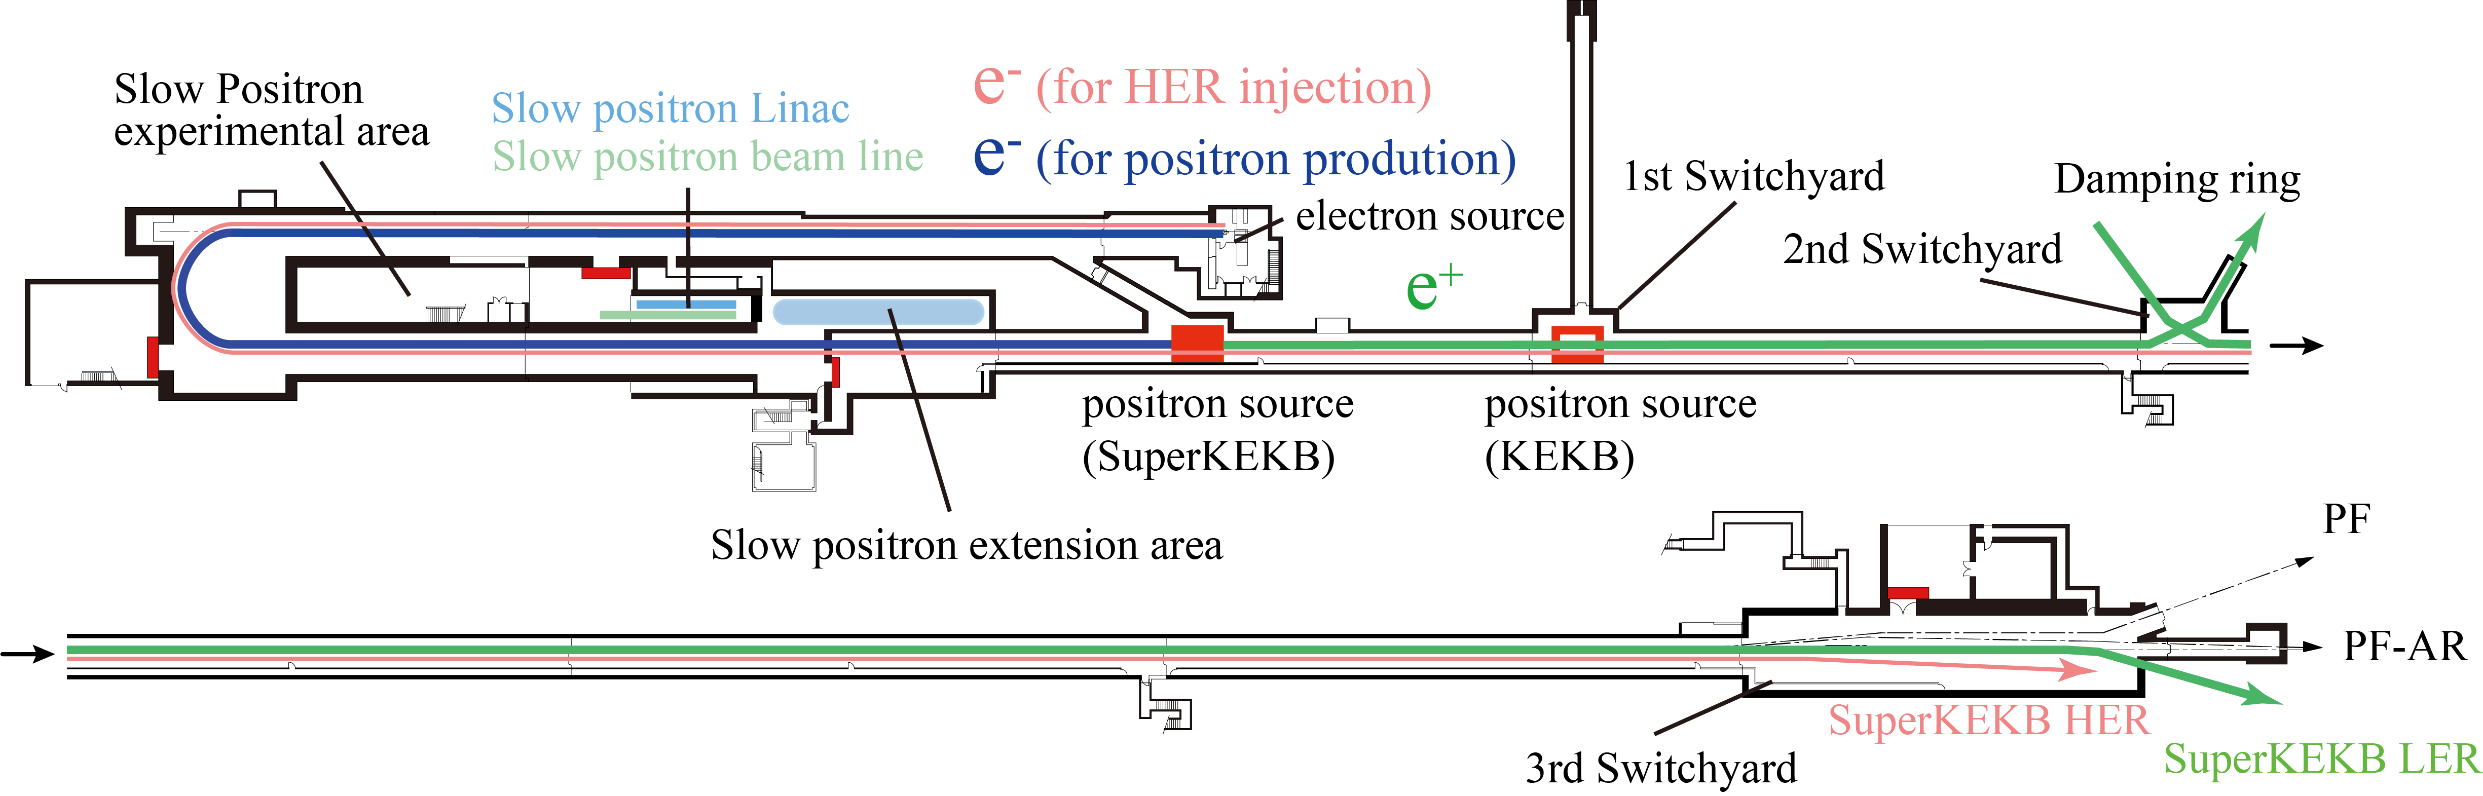 Slow Positron
experimental area
Slow positron Linac
Slow positron beam line
e- (for HER injection)
e- (for positron prodution)
electron source
1st Switchyard
2nd Switchyard
Damping ring
e+
positron source
(SuperKEKB)
positron source
(KEKB)
Slow positron extension area
PF
PF-AR
SuperKEKB HER
SuperKEKB LER
3rd Switchyard